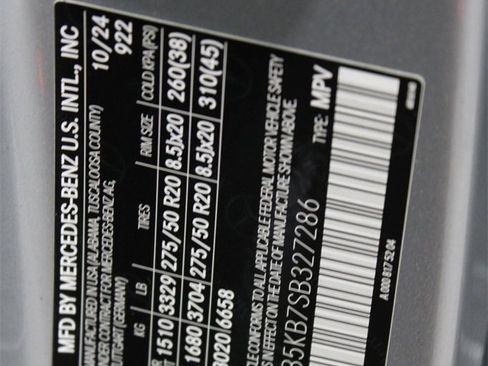 MFD BY MERCEDES-BENZ U.S. INTL., INC 10/24
MANUFACTURED IN USA (ALABAMA, TUSCALOOSA COUNTY) 922
CONTRACTOR FOR MERCEDES-BENZ AG,
STUTTGART (GERMANY)
KG LB TIRES RIM SIZE COLD KPA(PSI)
1510 3329 275/50 R20 8.5Jx20 260(38)
1680 3704 275/50 R20 8.5Jx20 310(45)
3020 6658
CONFORMS TO ALL APPLICABLE FEDERAL MOTOR VEHICLE SAFETY
IN EFFECT ON THE DATE OF MANUFACTURE SHOWN ABOVE.
B5KB7SB327286 TYPE: MPV
A 000 817 52 04